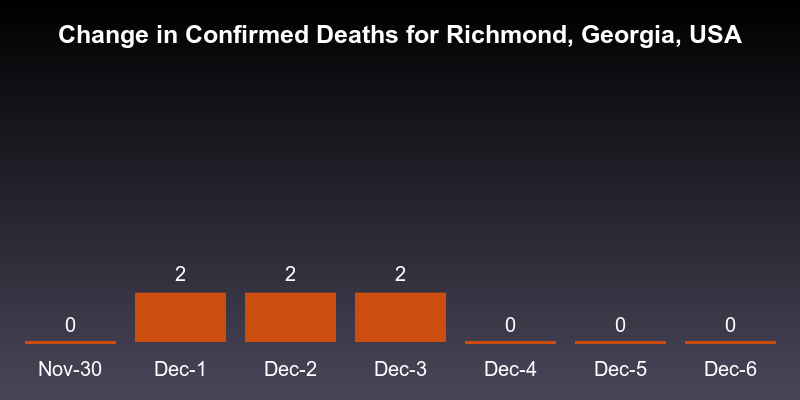 Change in Confirmed Deaths for Richmond, Georgia, USA
0 2 2 2 0 0 0
Nov-30 Dec-1 Dec-2 Dec-3 Dec-4 Dec-5 Dec-6